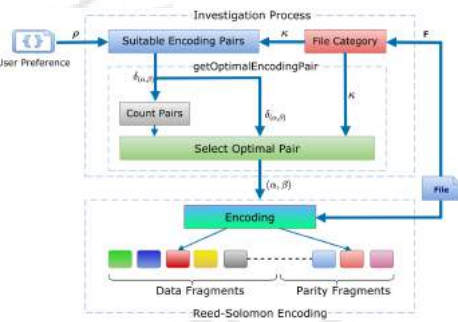 Investigation Process
ρ
Suitable Encoding Pairs
κ
File Category
F
User Preference
getOptimalEncodingPair
δ(α,β)
Count Pairs
δ(α,β)
κ
Select Optimal Pair
(α, β)
File
Encoding
Data Fragments
Parity Fragments
Reed-Solomon Encoding